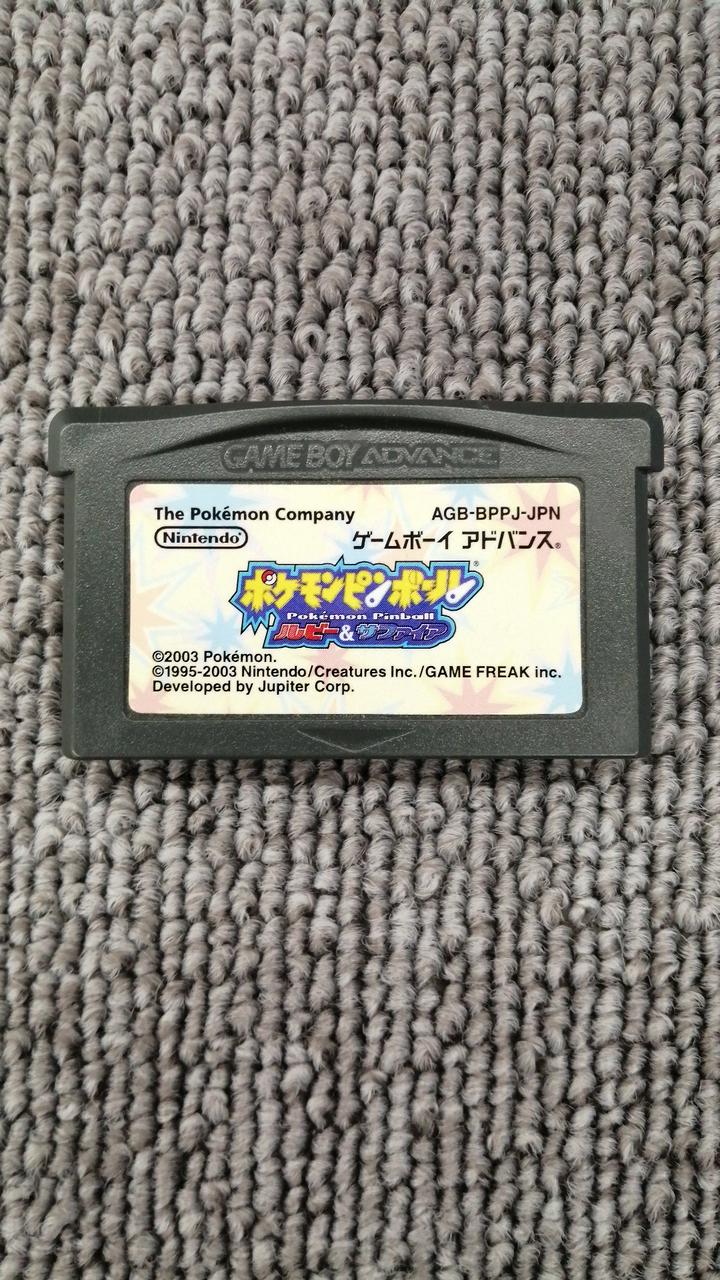 GAME BOY ADVANCE
The Pokémon Company AGB-BPPJ-JPN
Nintendo ゲームボーイ アドバンス®
ポケモンピンボール®
Pokémon Pinball
ルビー&サファイア
©2003 Pokémon.
©1995-2003 Nintendo/Creatures Inc./GAME FREAK inc.
Developed by Jupiter Corp.